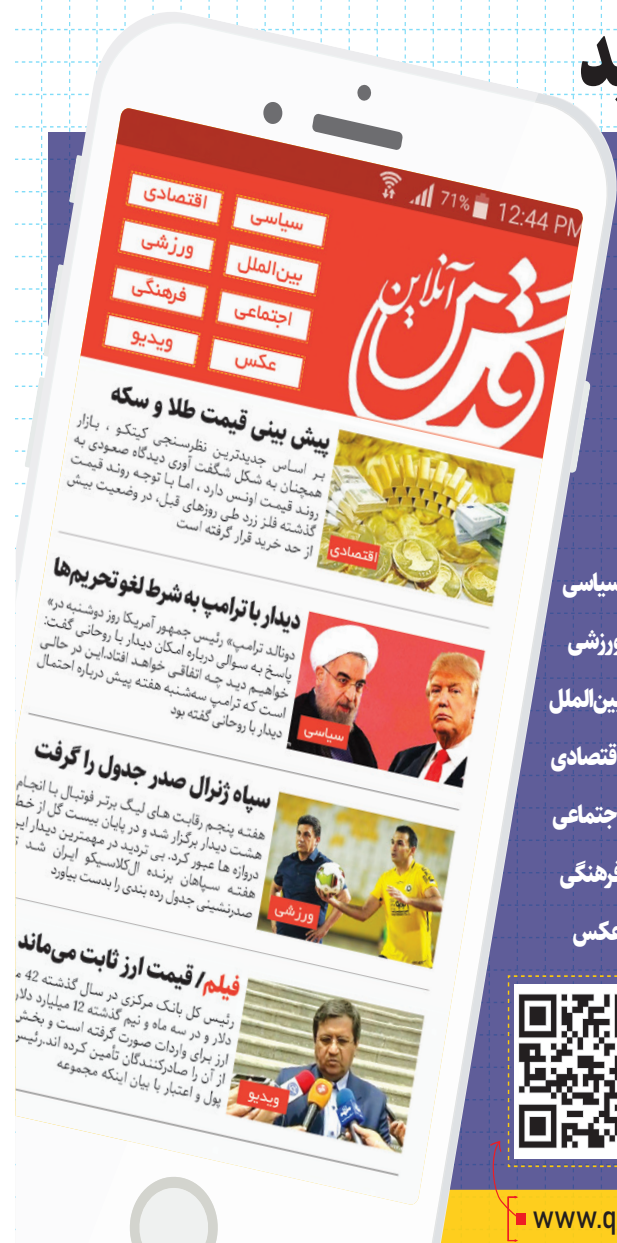 71% 12:44 PM
قدس آنلاین
سیاسی اقتصادی
بین‌الملل ورزشی
اجتماعی فرهنگی
عکس ویدیو
پیش بینی قیمت طلا و سکه
بر اساس جدیدترین نظرسنجی کیتکو ، بازار
همچنان به شکل شگفت آوری دیدگاه صعودی به
روند قیمت اونس دارد ، اما با توجه روند قیمت
گذشته فلز زرد طی روزهای قبل، در وضعیت بیش
از حد خرید قرار گرفته است
اقتصادی
دیدار با ترامپ به شرط لغو تحریم‌ها
دونالد ترامپ» رئیس جمهور آمریکا روز دوشنبه در»
پاسخ به سوالی درباره امکان دیدار با روحانی گفت:
خواهیم دید چه اتفاقی خواهد افتاد.این در حالی
است که ترامپ سه‌شنبه هفته پیش درباره احتمال
دیدار با روحانی گفته بود
سیاسی
سپاه ژنرال صدر جدول را گرفت
هفته پنجم رقابت های لیگ برتر فوتبال با انجام
هشت دیدار برگزار شد و در پایان بیست گل از خط
دروازه ها عبور کرد. بی تردید در مهمترین دیدار این
هفته سپاهان برنده ال‌کلاسیکو ایران شد
صدرنشینی جدول رده بندی را بدست بیاورد
ورزشی
فیلم/ قیمت ارز ثابت می‌ماند
رئیس کل بانک مرکزی در سال گذشته 42
دلار و در سه ماه و نیم گذشته 12 میلیارد دلار
ارز برای واردات صورت گرفته است و بخش
از آن را صادرکنندگان تأمین کرده اند.رئیس
پول و اعتبار با بیان اینکه مجموعه
ویدیو
سیاسی
ورزشی
بین‌الملل
اقتصادی
اجتماعی
فرهنگی
عکس
www.q